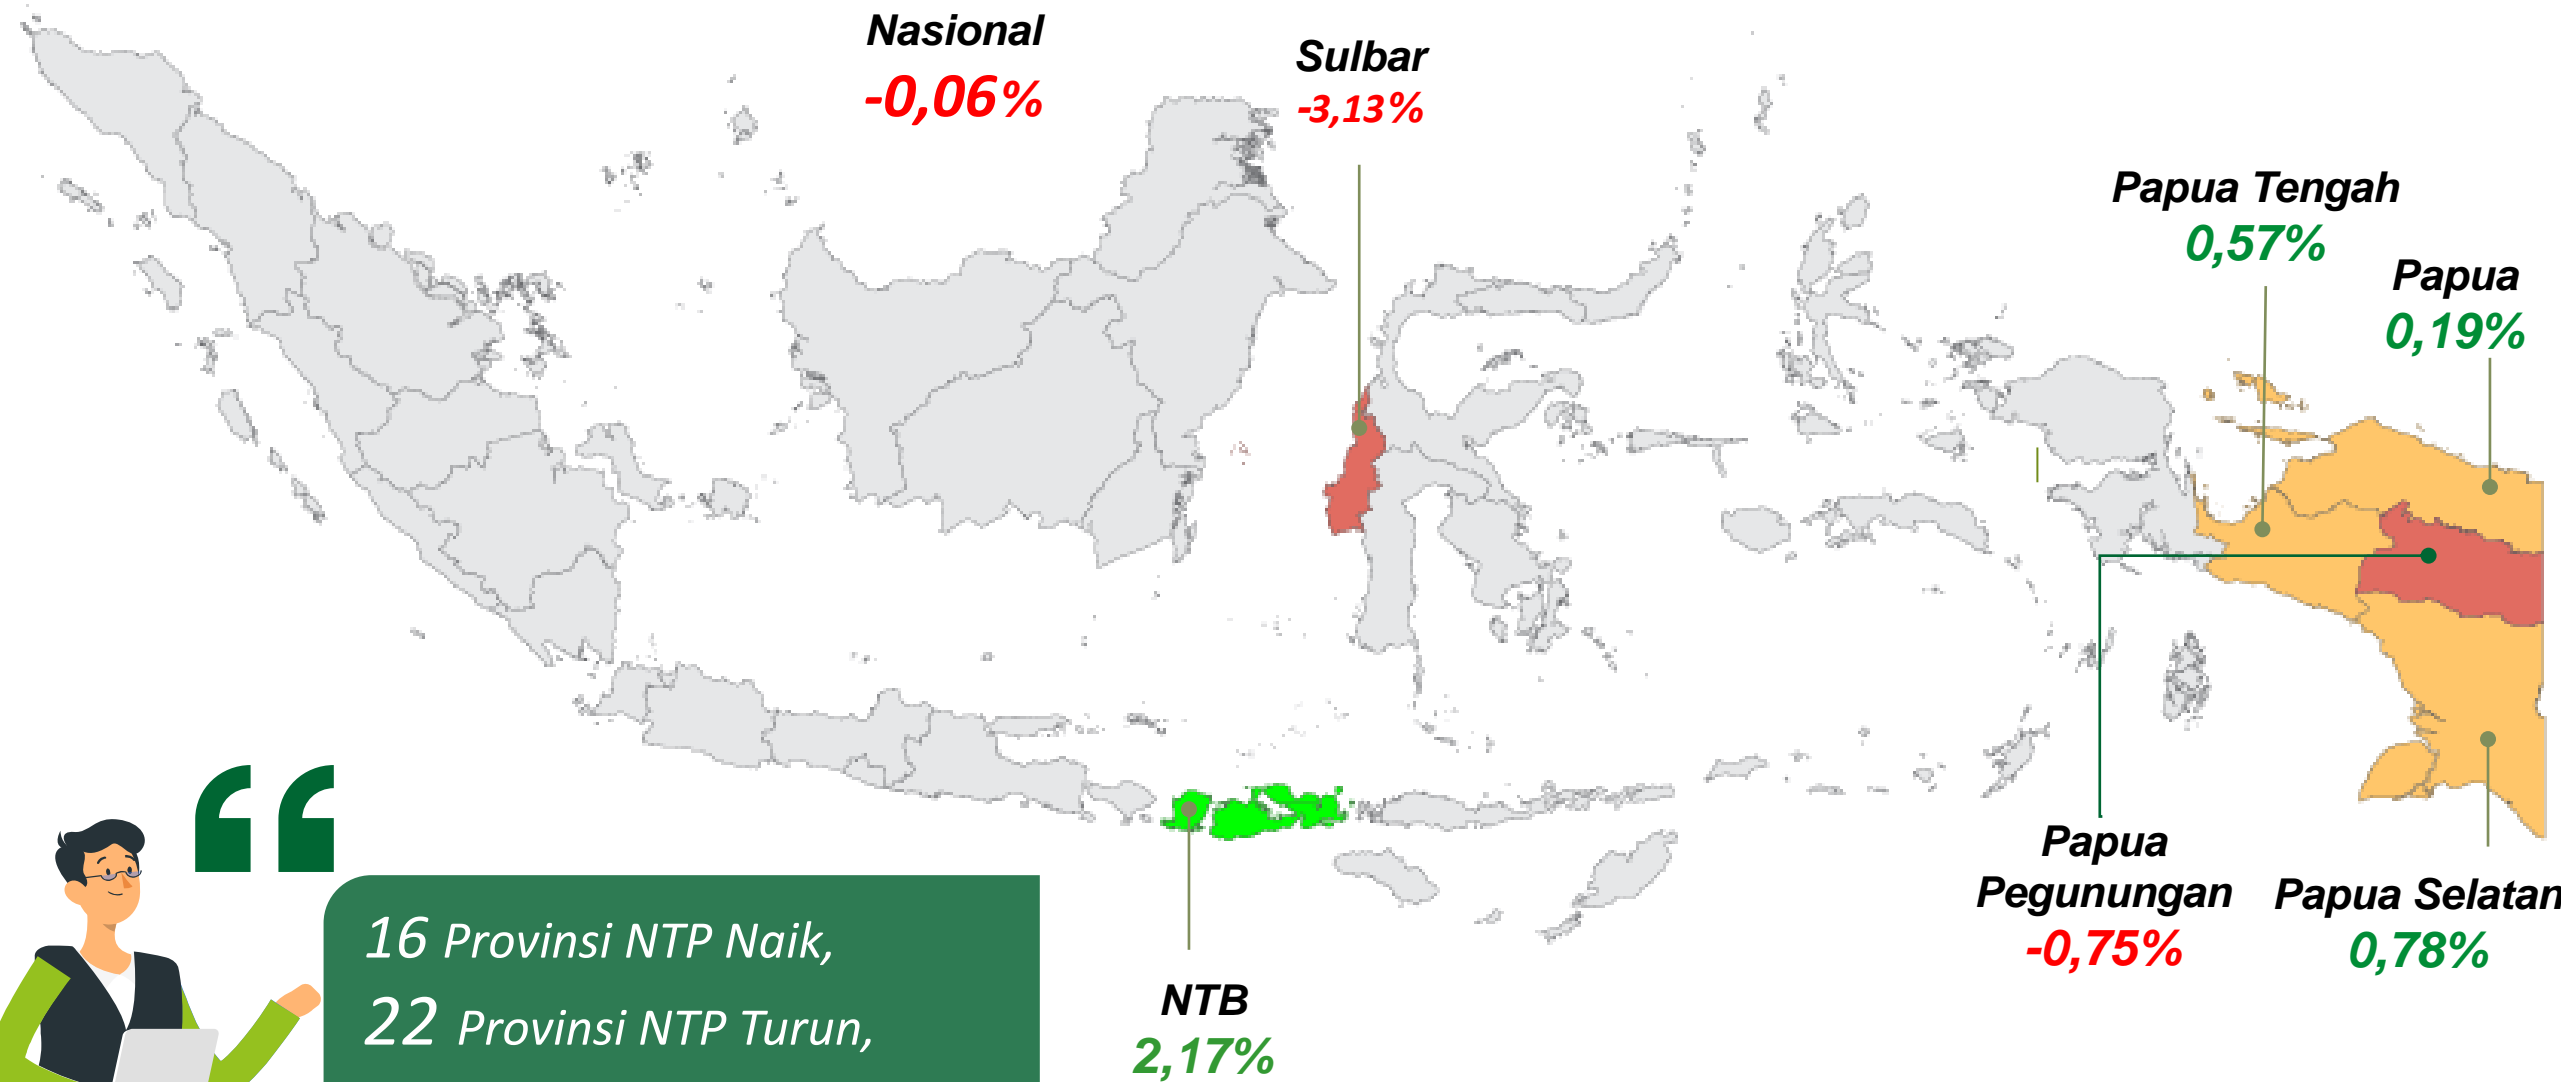 Nasional
-0,06%
Sulbar
-3,13%
Papua Tengah
0,57%
Papua
0,19%
Papua
Pegunungan
-0,75%
Papua Selatan
0,78%
NTB
2,17%
16 Provinsi NTP Naik,
22 Provinsi NTP Turun,